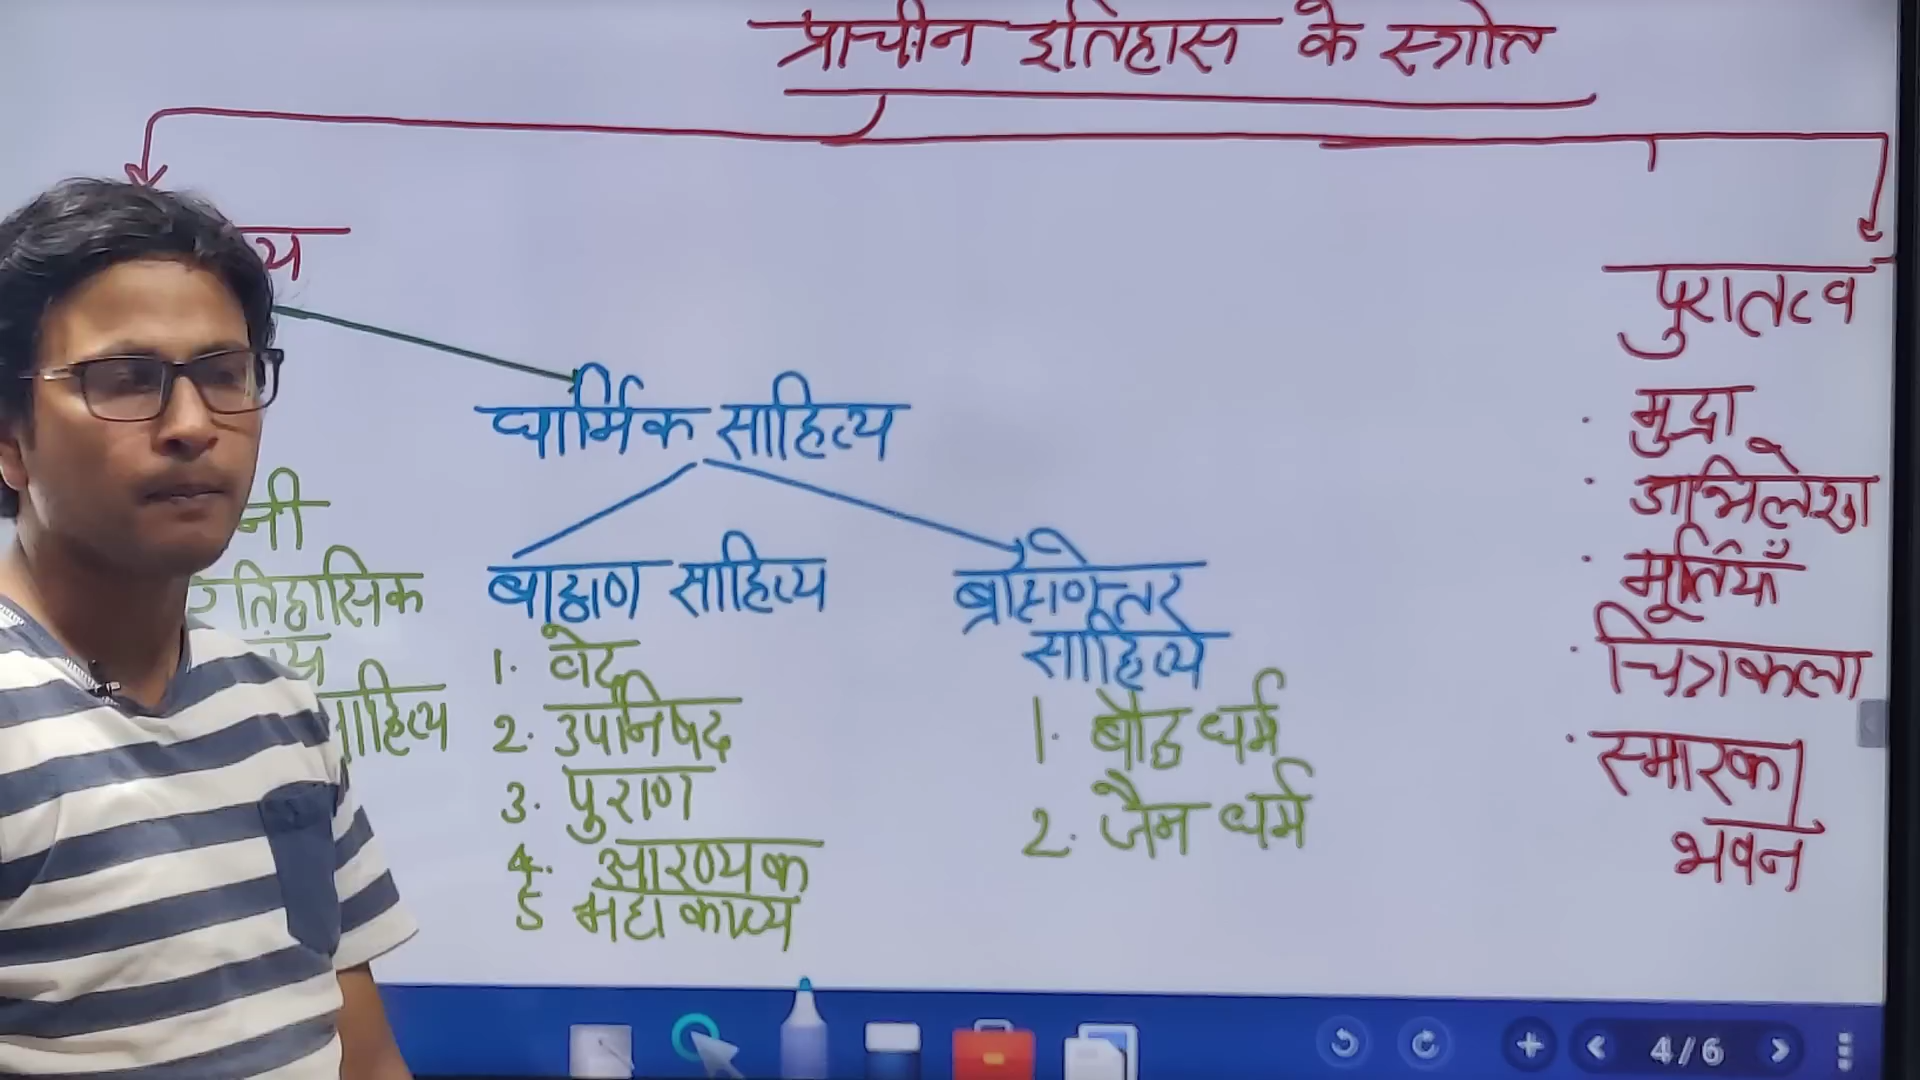 प्राचीन इतिहास के स्त्रोत
पुरातत्व
धार्मिक साहित्य
मुद्रा
अभिलेख
मूर्तियाँ
चित्रकला
स्मारक/
भवन
ब्राह्मण साहित्य
1. वेद
2. उपनिषद
3. पुराण
4. आरण्यक
5 महाकाव्य
ब्राह्मणेत्तर
साहित्य
1. बौद्ध धर्म
2. जैन धर्म
तिहासिक
साहित्य
4/6